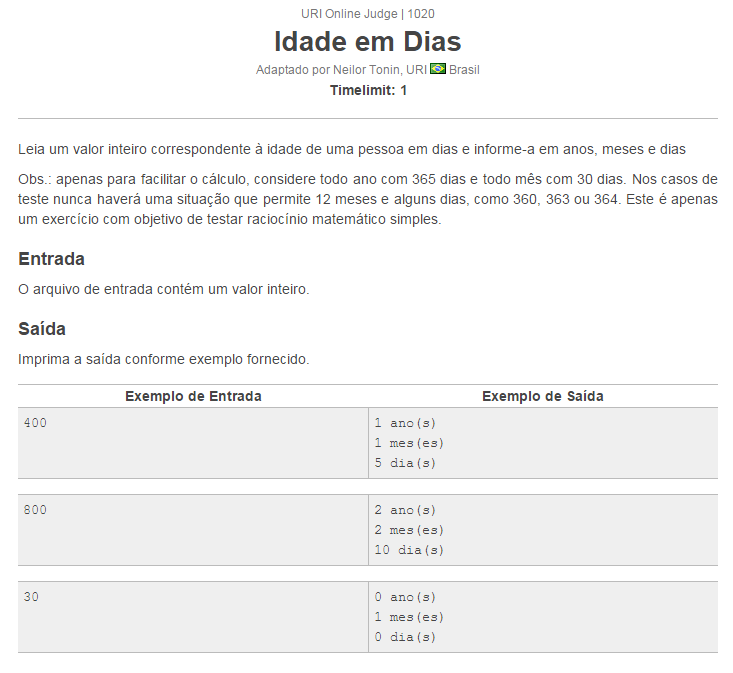 URI Online Judge | 1020
Idade em Dias
Adaptado por Neilor Tonin, URI Brasil
Timelimit: 1
Leia um valor inteiro correspondente à idade de uma pessoa em dias e informe-a em anos, meses e dias
Obs.: apenas para facilitar o cálculo, considere todo ano com 365 dias e todo mês com 30 dias. Nos casos de
teste nunca haverá uma situação que permite 12 meses e alguns dias, como 360, 363 ou 364. Este é apenas
um exercício com objetivo de testar raciocínio matemático simples.
Entrada
O arquivo de entrada contém um valor inteiro.
Saída
Imprima a saída conforme exemplo fornecido.
Exemplo de Entrada Exemplo de Saída
400 1 ano(s)
1 mes(es)
5 dia(s)
800 2 ano(s)
2 mes(es)
10 dia(s)
30 0 ano(s)
1 mes(es)
0 dia(s)